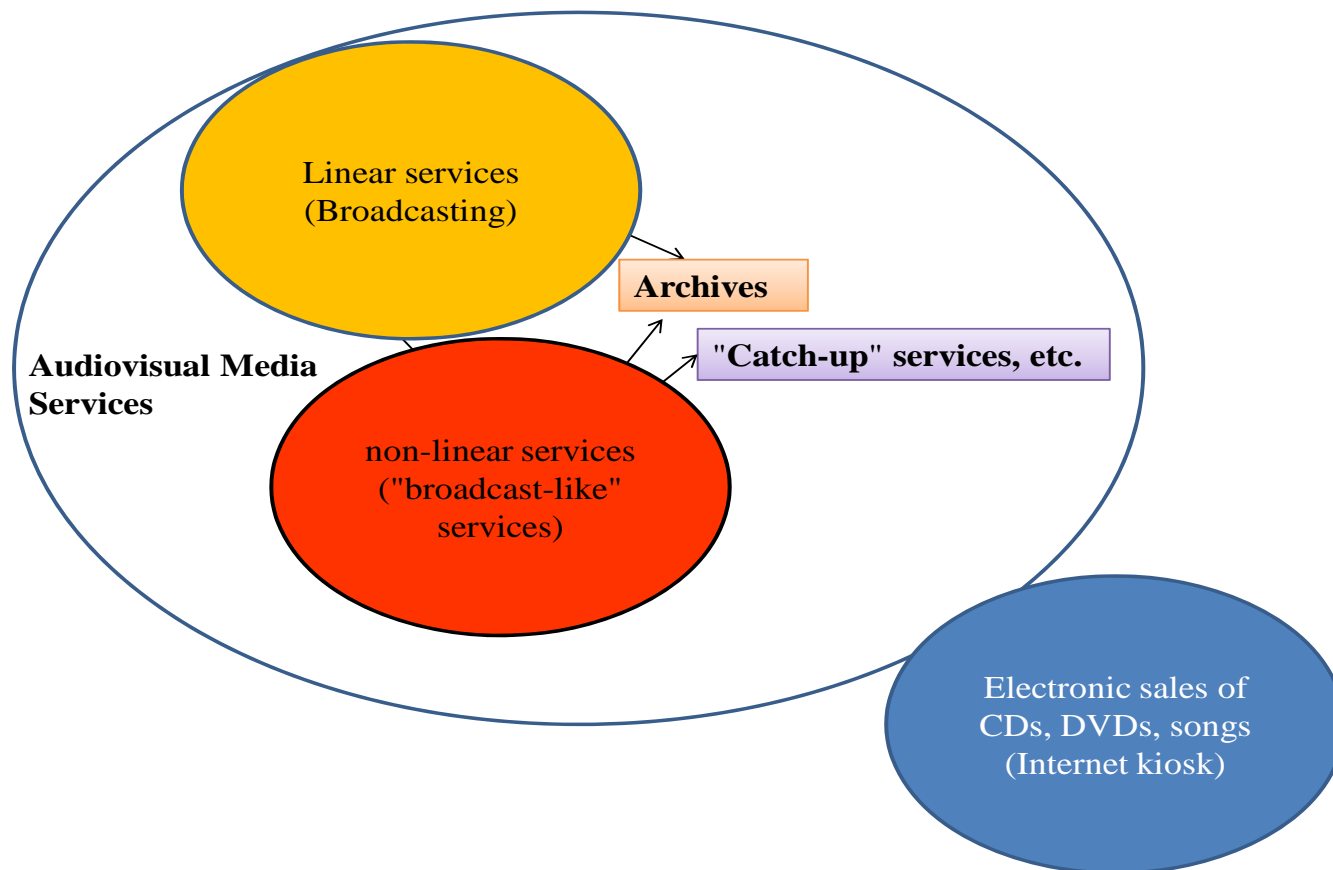 Linear services
(Broadcasting)
Archives
"Catch-up" services, etc.
Audiovisual Media
Services
non-linear services
("broadcast-like"
services)
Electronic sales of
CDs, DVDs, songs
(Internet kiosk)